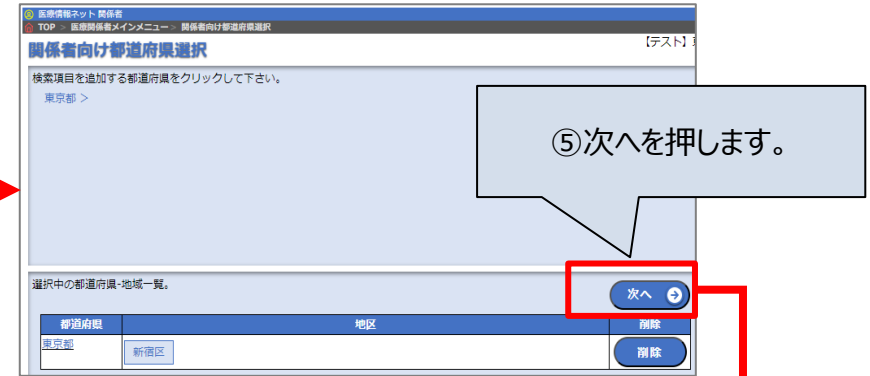 医療情報ネット 関係者
TOP > 医療関係者メインメニュー > 関係者向け都道府県選択
関係者向け都道府県選択
【テスト】
検索項目を追加する都道府県をクリックして下さい。
東京都 >
⑤次へを押します。
選択中の都道府県-地域一覧。
次へ
都道府県 地区 削除
東京都 新宿区 削除